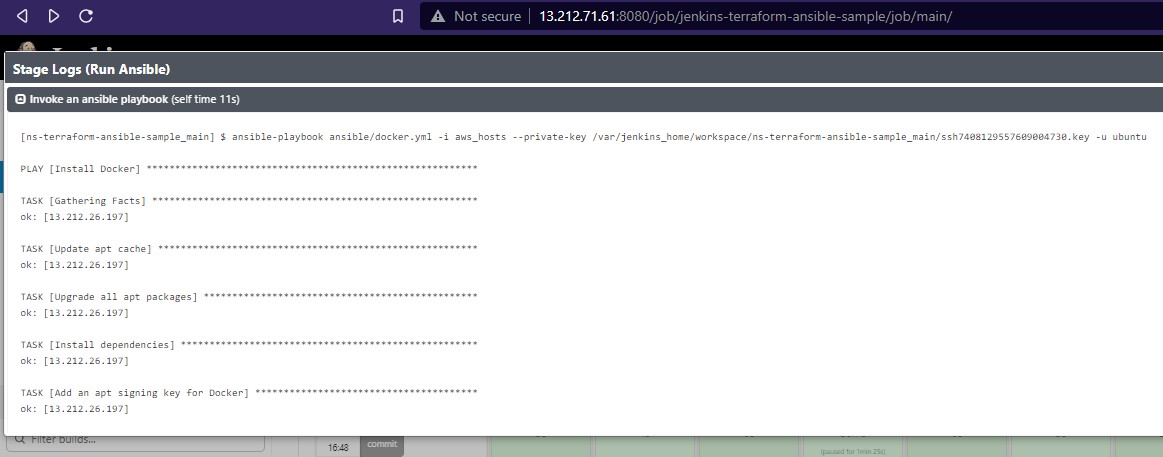 Not secure 13.212.71.61:8080/job/jenkins-terraform-ansible-sample/job/main/
Stage Logs (Run Ansible)
Invoke an ansible playbook (self time 11s)
[ns-terraform-ansible-sample_main] $ ansible-playbook ansible/docker.yml -i aws_hosts --private-key /var/jenkins_home/workspace/ns-terraform-ansible-sample_main/ssh7408129557609004730.key -u ubuntu
PLAY [Install Docker] **********************************************************
TASK [Gathering Facts] *********************************************************
ok: [13.212.26.197]
TASK [Update apt cache] ********************************************************
ok: [13.212.26.197]
TASK [Upgrade all apt packages] ************************************************
ok: [13.212.26.197]
TASK [Install dependencies] ****************************************************
ok: [13.212.26.197]
TASK [Add an apt signing key for Docker] ***************************************
ok: [13.212.26.197]
Filter builds...
16:48
commit
(paused for 1min 25s)